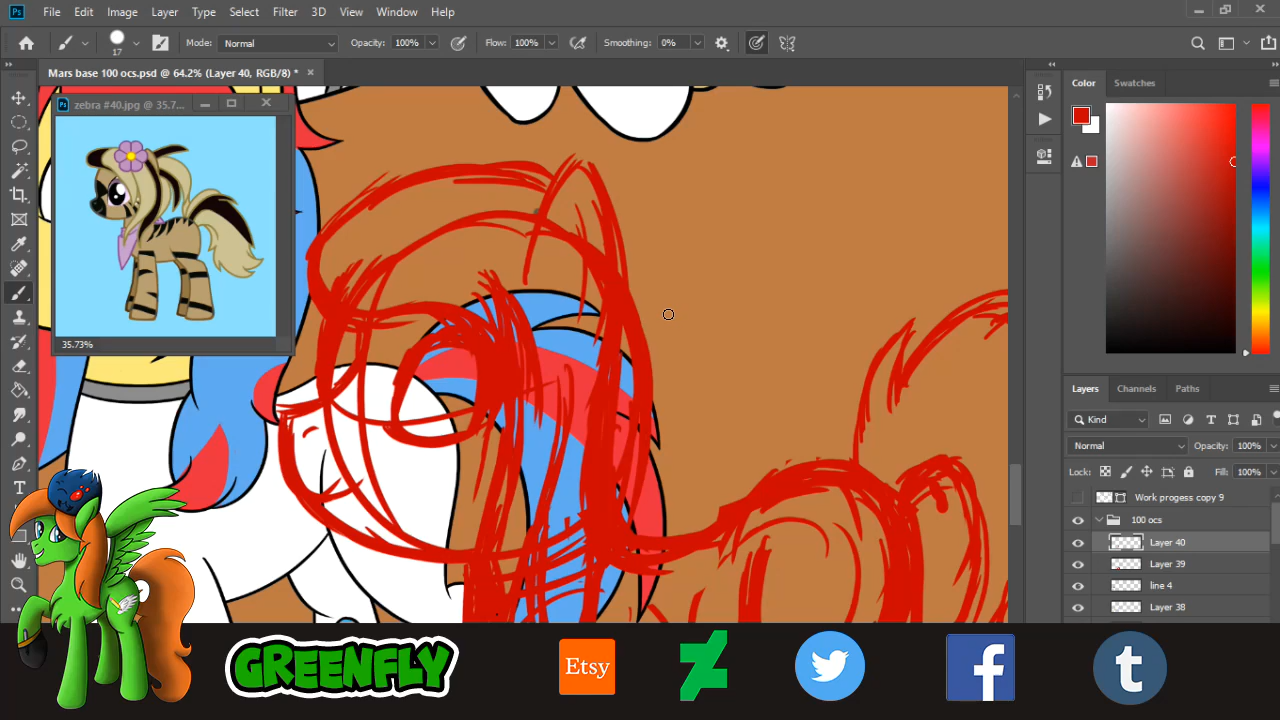 Ps File Edit Image Layer Type Select Filter 3D View Window Help
17 Mode: Normal Opacity: 100% Flow: 100% Smoothing: 0%
Mars base 100 ocs.psd @ 64.2% (Layer 40, RGB/8) *
Ps zebra #40.jpg @ 35.7...
35.73%
Color Swatches
Layers Channels Paths
Kind
Normal Opacity: 100%
Lock: Fill: 100%
Work progess copy 9
100 ocs
Layer 40
Layer 39
line 4
Layer 38
GREENFLY
Etsy
f
t